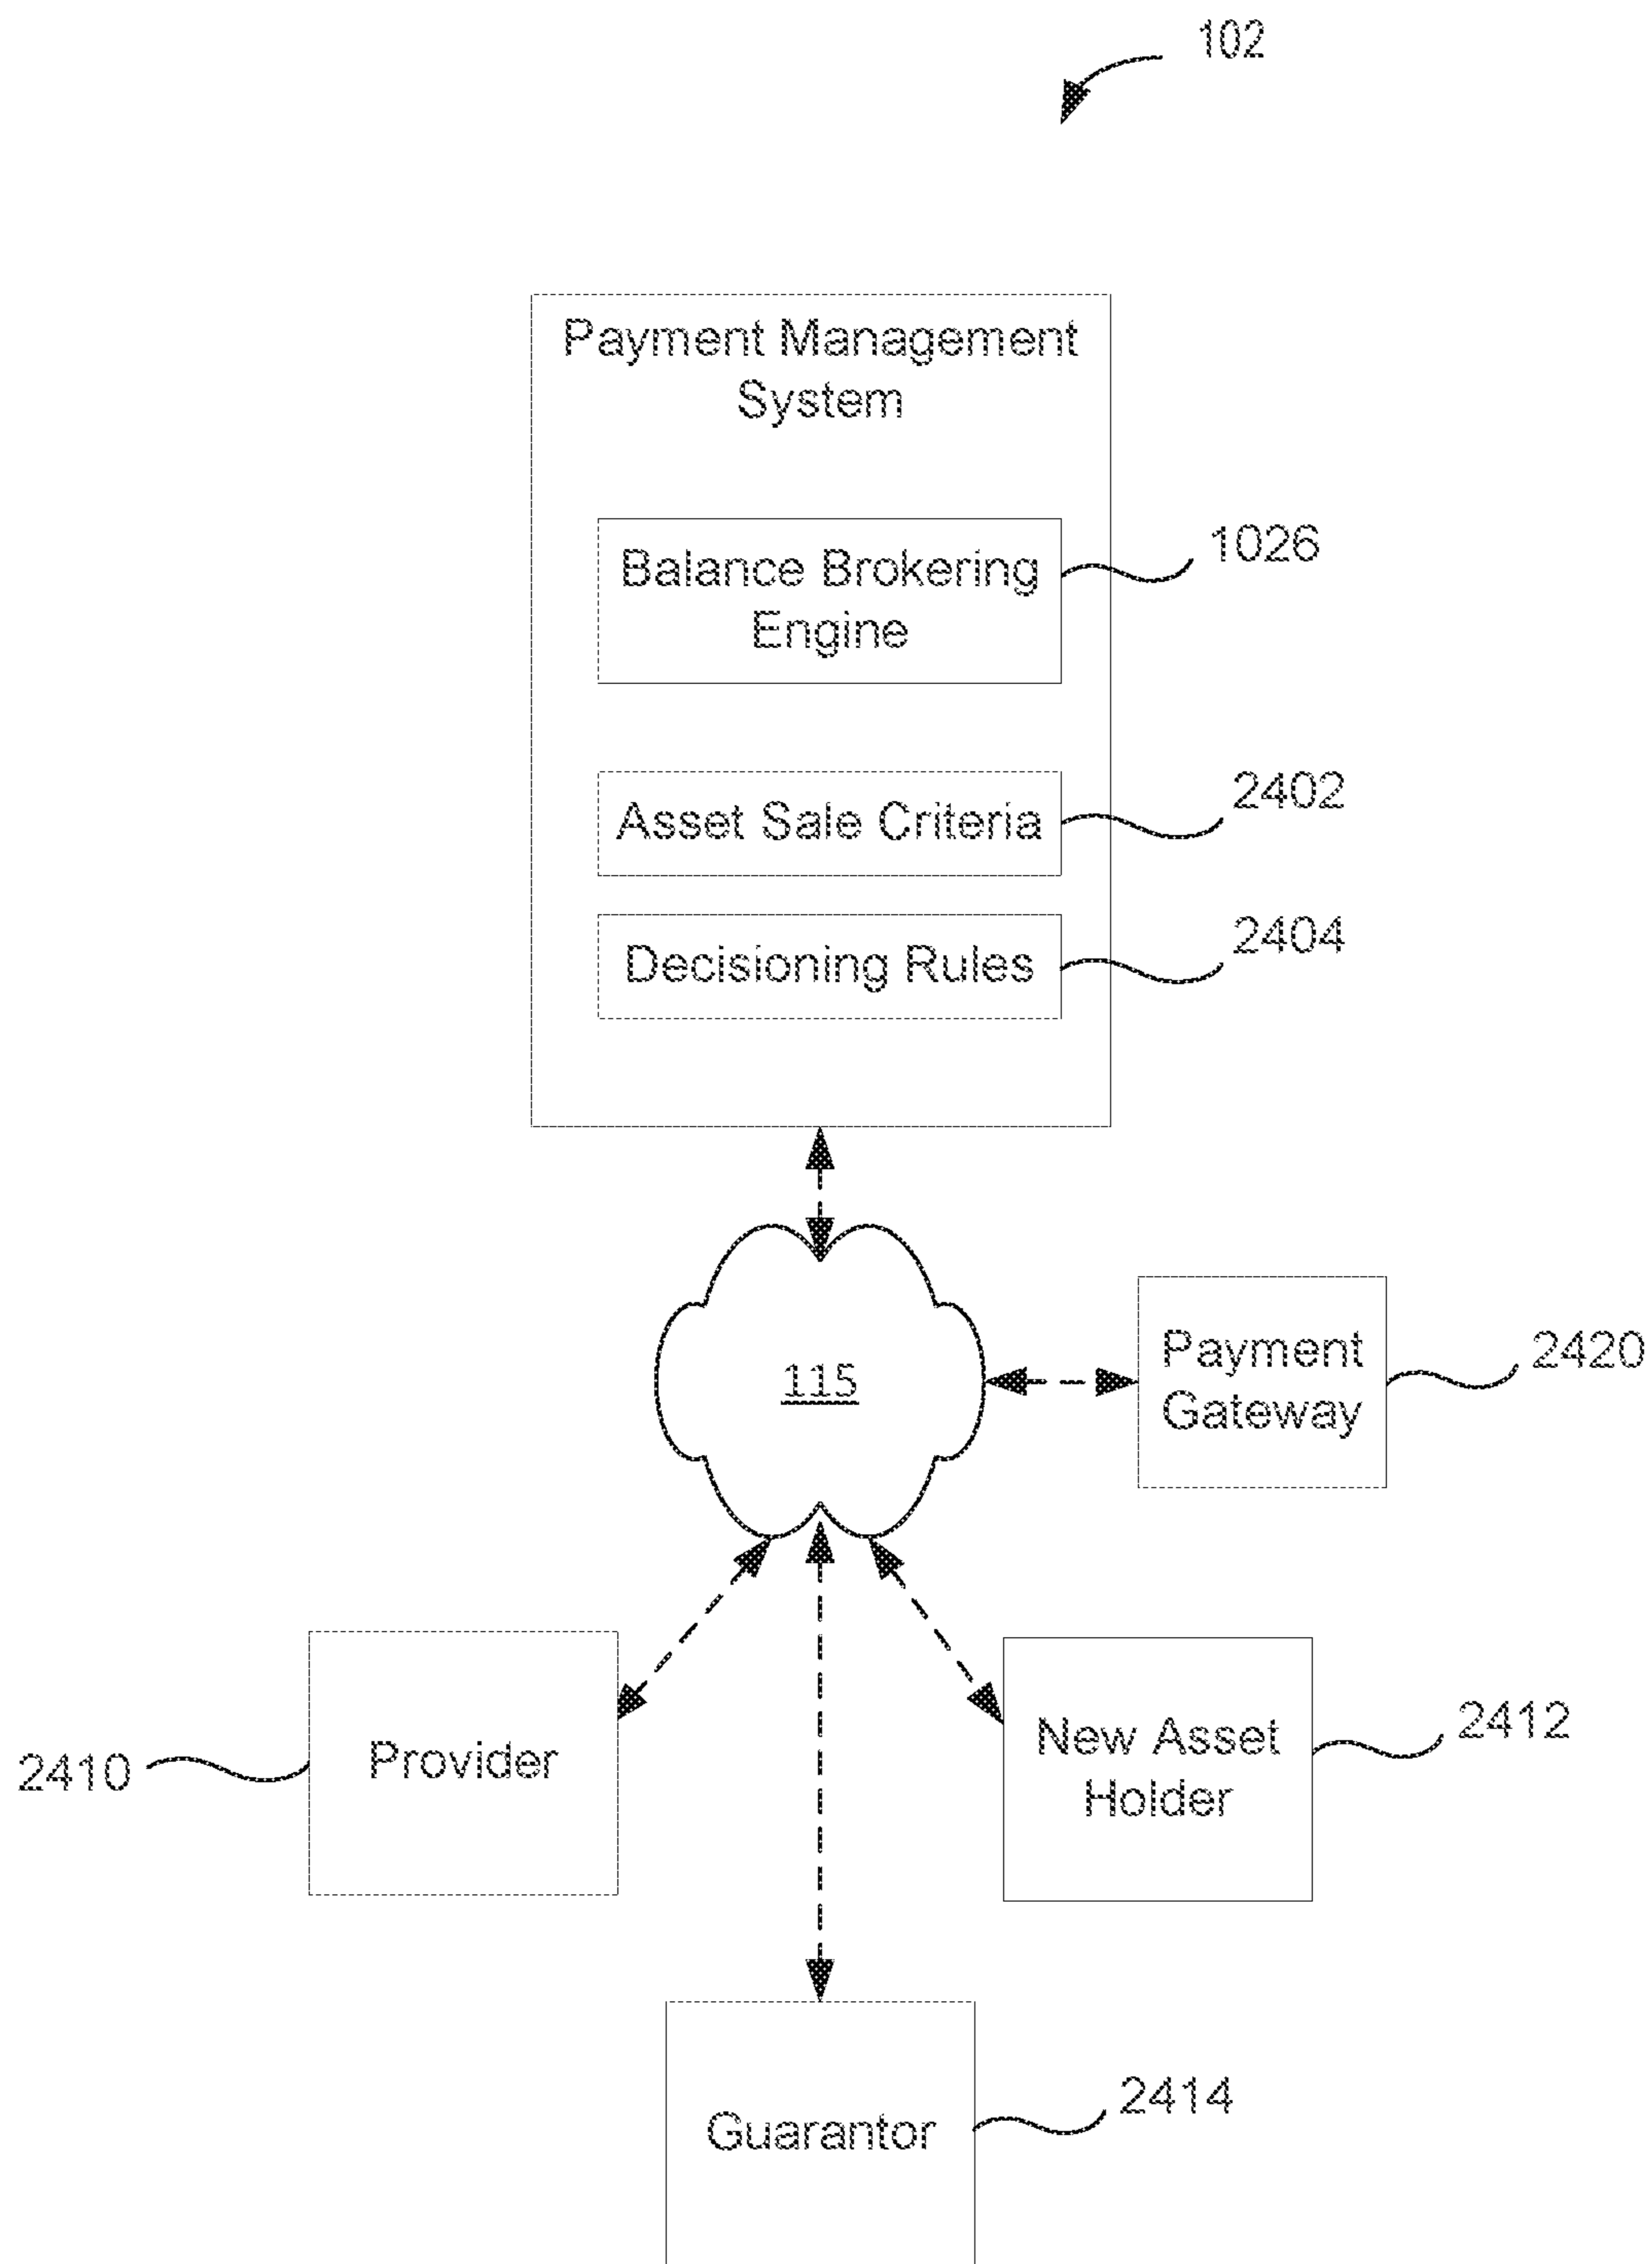 102
Payment Management
System
Balance Brokering
Engine
1026
Asset Sale Criteria
2402
Decisioning Rules
2404
115
Payment
Gateway
2420
2410
Provider
New Asset
Holder
2412
Guarantor
2414